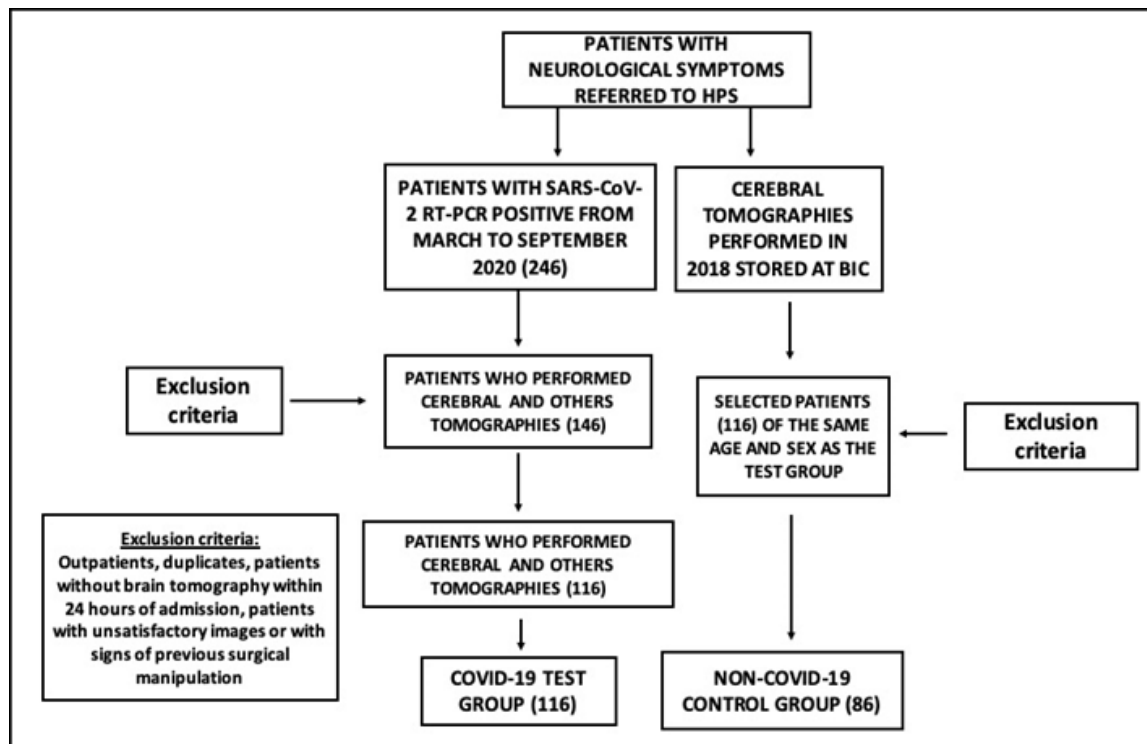 PATIENTS WITH
NEUROLOGICAL SYMPTOMS
REFERRED TO HPS
PATIENTS WITH SARS-CoV-
2 RT-PCR POSITIVE FROM
MARCH TO SEPTEMBER
2020 (246)
CEREBRAL
TOMOGRAPHIES
PERFORMED IN
2018 STORED AT BIC
Exclusion
criteria
PATIENTS WHO PERFORMED
CEREBRAL AND OTHERS
TOMOGRAPHIES (146)
SELECTED PATIENTS
(116) OF THE SAME
AGE AND SEX AS THE
TEST GROUP
Exclusion
criteria
Exclusion criteria:
Outpatients, duplicates, patients
without brain tomography within
24 hours of admission, patients
with unsatisfactory images or with
signs of previous surgical
manipulation
PATIENTS WHO PERFORMED
CEREBRAL AND OTHERS
TOMOGRAPHIES (116)
COVID-19 TEST
GROUP (116)
NON-COVID-19
CONTROL GROUP (86)